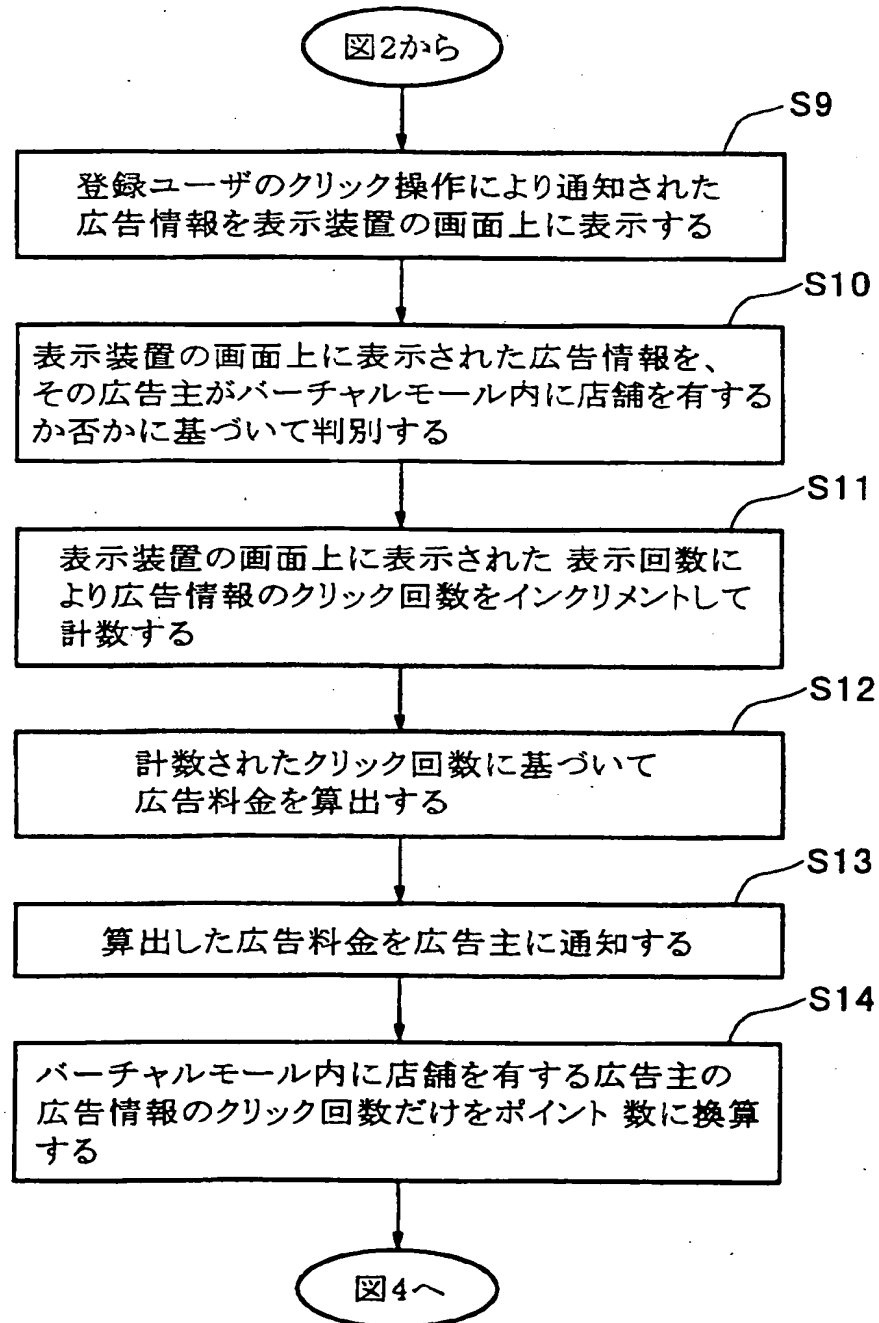 図2から
S9
登録ユーザのクリック操作により通知された
広告情報を表示装置の画面上に表示する
S10
表示装置の画面上に表示された広告情報を、
その広告主がバーチャルモール内に店舗を有する
か否かに基づいて判別する
S11
表示装置の画面上に表示された 表示回数に
より広告情報のクリック回数をインクリメントして
計数する
S12
計数されたクリック回数に基づいて
広告料金を算出する
S13
算出した広告料金を広告主に通知する
S14
バーチャルモール内に店舗を有する広告主の
広告情報のクリック回数だけをポイント 数に換算
する
図4へ